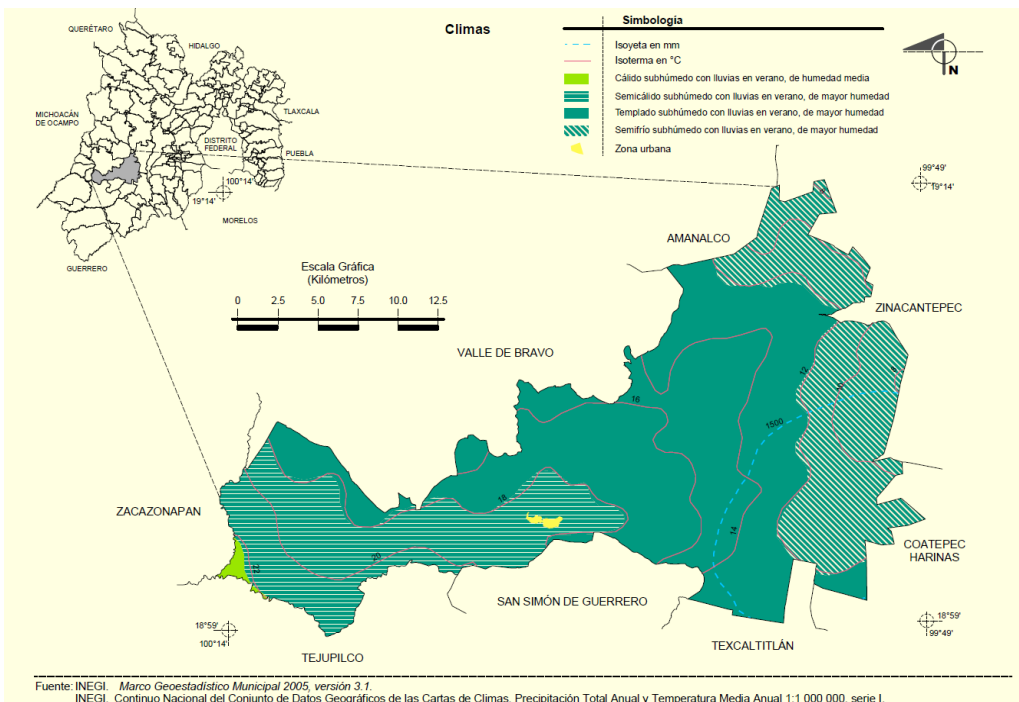 Climas
Simbología
Isoyeta en mm
Isoterma en °C
Cálido subhúmedo con lluvias en verano, de humedad media
Semicálido subhúmedo con lluvias en verano, de mayor humedad
Templado subhúmedo con lluvias en verano, de mayor humedad
Semifrío subhúmedo con lluvias en verano, de mayor humedad
Zona urbana
N
QUERÉTARO
HIDALGO
MICHOACÁN
DE OCAMPO
TLAXCALA
DISTRITO
FEDERAL
PUEBLA
100°14'
19°14'
MORELOS
GUERRERO
99°49'
19°14'
Escala Gráfica
(Kilómetros)
0 2.5 5.0 7.5 10.0 12.5
AMANALCO
ZINACANTEPEC
VALLE DE BRAVO
12
10
8
16
1500
18
14
20
22
ZACAZONAPAN
COATEPEC
HARINAS
SAN SIMÓN DE GUERRERO
18°59'
100°14'
18°59'
99°49'
TEJUPILCO
TEXCALTITLÁN
Fuente: INEGI. Marco Geoestadístico Municipal 2005, versión 3.1.
INEGI. Continuo Nacional del Conjunto de Datos Geográficos de las Cartas de Climas, Precipitación Total Anual y Temperatura Media Anual 1:1 000 000, serie I.